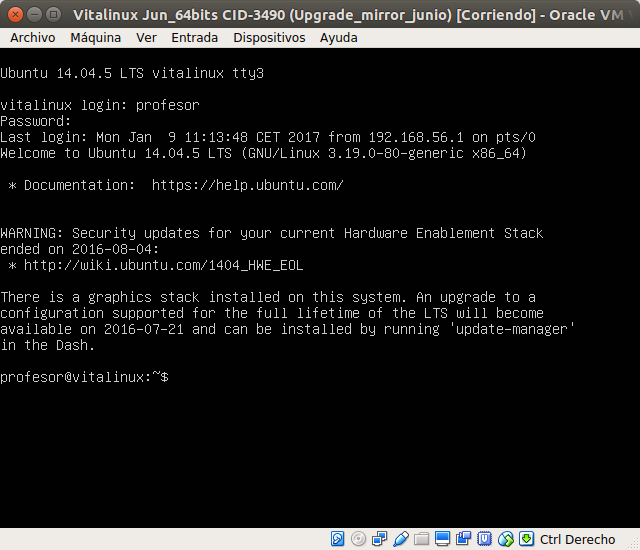 Vitalinux Jun_64bits CID-3490 (Upgrade_mirror_junio) [Corriendo] - Oracle VM
Archivo Máquina Ver Entrada Dispositivos Ayuda
Ubuntu 14.04.5 LTS vitalinux tty3
vitalinux login: profesor
Password:
Last login: Mon Jan  9 11:13:48 CET 2017 from 192.168.56.1 on pts/0
Welcome to Ubuntu 14.04.5 LTS (GNU/Linux 3.19.0-80-generic x86_64)
* Documentation:  https://help.ubuntu.com/
WARNING: Security updates for your current Hardware Enablement Stack
ended on 2016-08-04:
* http://wiki.ubuntu.com/1404_HWE_EOL
There is a graphics stack installed on this system. An upgrade to a
configuration supported for the full lifetime of the LTS will become
available on 2016-07-21 and can be installed by running 'update-manager'
in the Dash.
profesor@vitalinux:~$
Ctrl Derecho